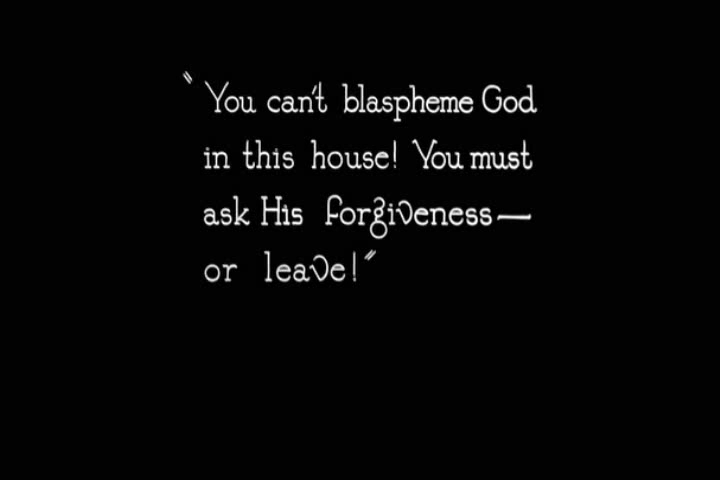 "You can't blaspheme God
in this house! You must
ask His forgiveness—
or leave!"